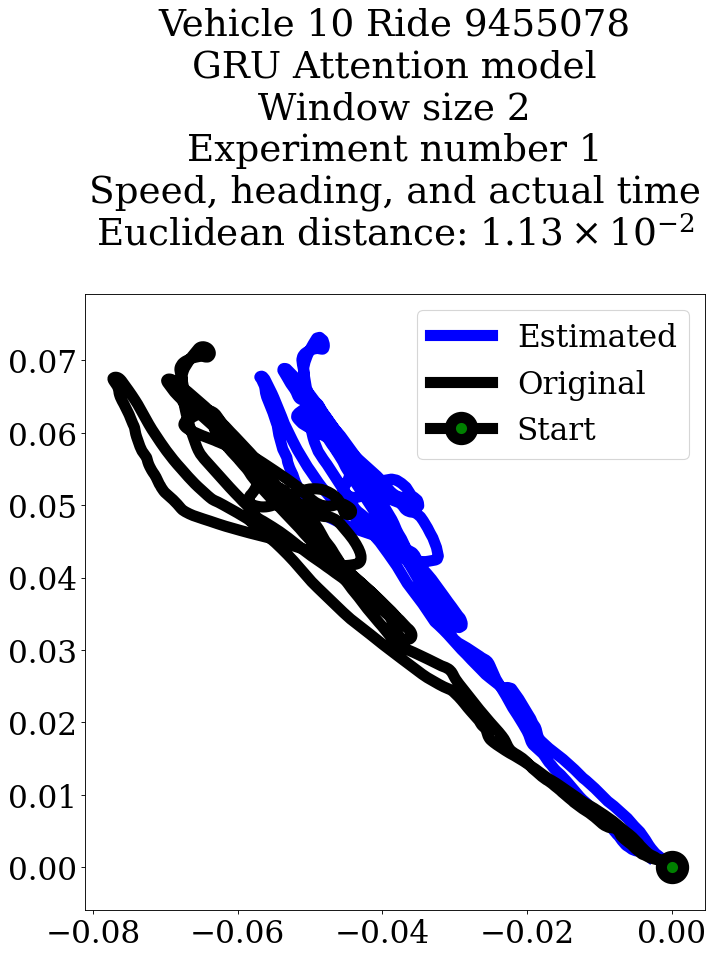 Vehicle 10 Ride 9455078
GRU Attention model
Window size 2
Experiment number 1
Speed, heading, and actual time
Euclidean distance: 1.13 × 10⁻²
Estimated
Original
Start
0.07
0.06
0.05
0.04
0.03
0.02
0.01
0.00
−0.08 −0.06 −0.04 −0.02 0.00